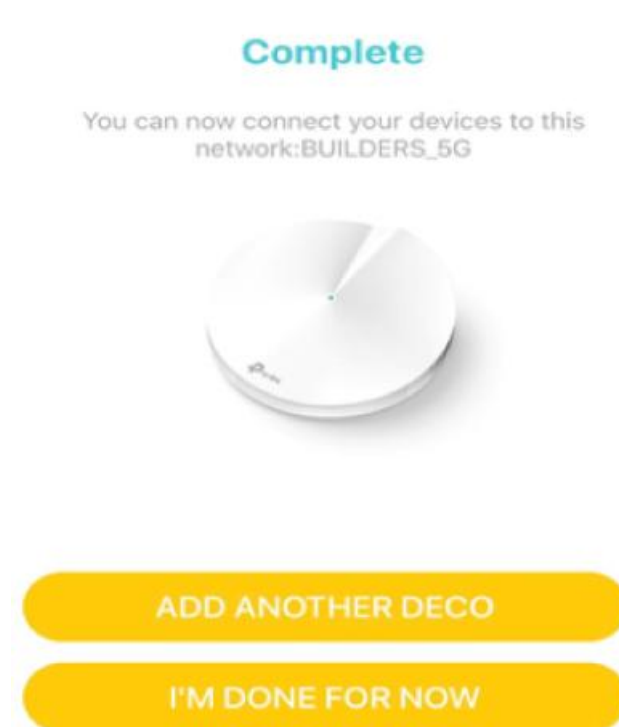 Complete
You can now connect your devices to this
network:BUILDERS_5G
ADD ANOTHER DECO
I'M DONE FOR NOW